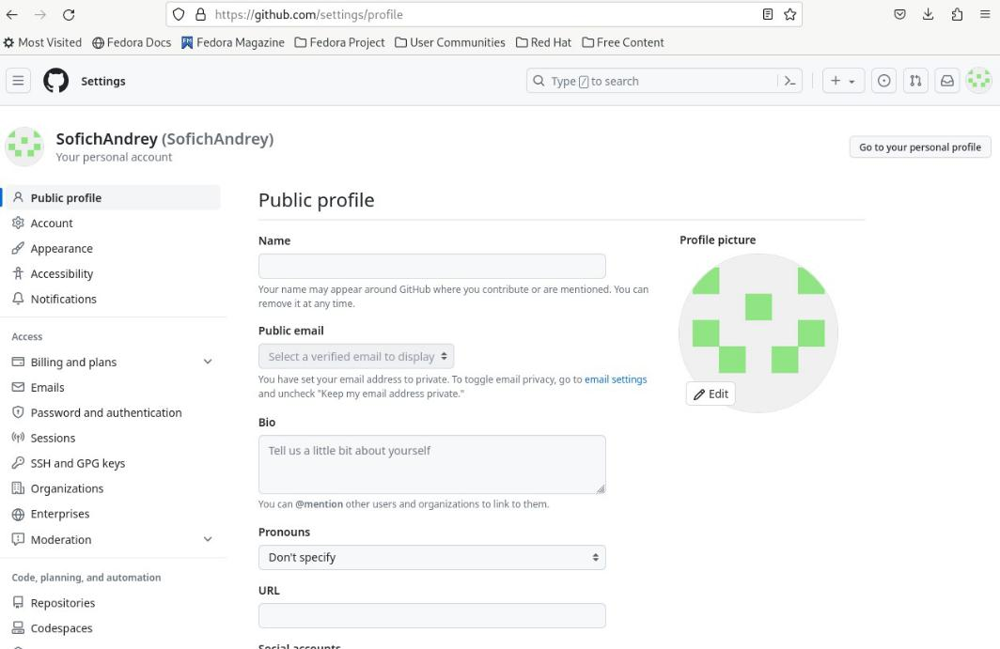 https://github.com/settings/profile
Most Visited Fedora Docs Fedora Magazine Fedora Project User Communities Red Hat Free Content
Settings
Type / to search
SofichAndrey (SofichAndrey)
Your personal account
Go to your personal profile
Public profile
Account
Appearance
Accessibility
Notifications
Access
Billing and plans
Emails
Password and authentication
Sessions
SSH and GPG keys
Organizations
Enterprises
Moderation
Code, planning, and automation
Repositories
Codespaces
Public profile
Name
Your name may appear around GitHub where you contribute or are mentioned. You can
remove it at any time.
Public email
Select a verified email to display
You have set your email address to private. To toggle email privacy, go to email settings
and uncheck "Keep my email address private."
Bio
Tell us a little bit about yourself
You can @mention other users and organizations to link to them.
Pronouns
Don't specify
URL
Social accounts
Profile picture
Edit